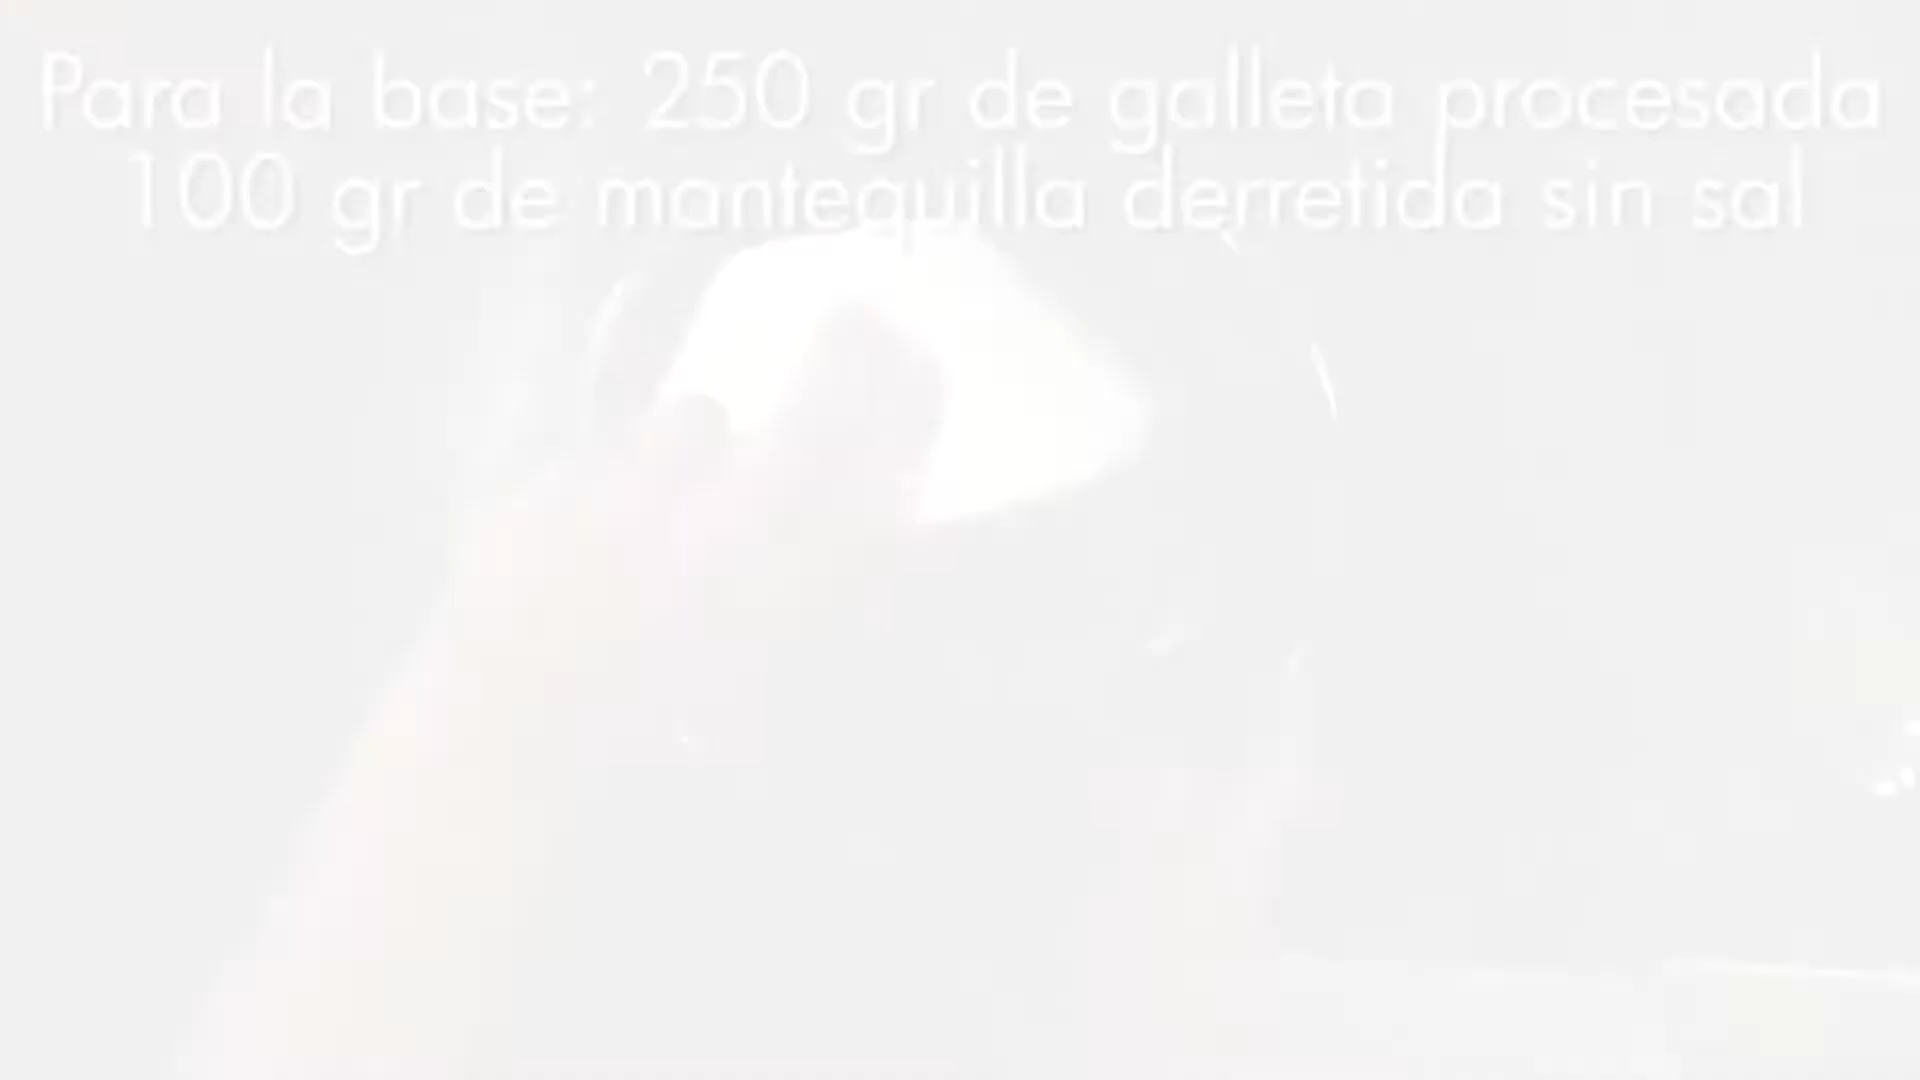 Para la base: 250 gr de galleta procesada
100 gr de mantequilla derretida sin sal